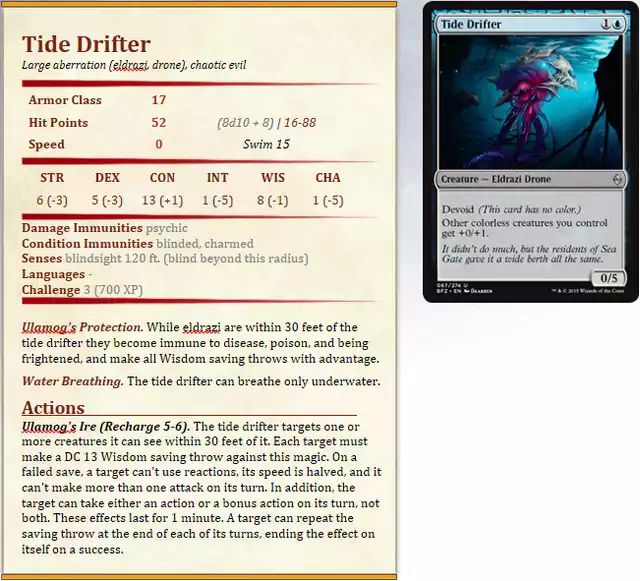 Tide Drifter
Large aberration (eldrazi, drone), chaotic evil
Armor Class 17
Hit Points 52 (8d10 + 8) | 16-88
Speed 0 Swim 15
STR DEX CON INT WIS CHA
6 (-3) 5 (-3) 13 (+1) 1 (-5) 8 (-1) 1 (-5)
Damage Immunities psychic
Condition Immunities blinded, charmed
Senses blindsight 120 ft. (blind beyond this radius)
Languages -
Challenge 3 (700 XP)
Ulamog's Protection. While eldrazi are within 30 feet of the
tide drifter they become immune to disease, poison, and being
frightened, and make all Wisdom saving throws with advantage.
Water Breathing. The tide drifter can breathe only underwater.
Actions
Ulamog's Ire (Recharge 5-6). The tide drifter targets one or
more creatures it can see within 30 feet of it. Each target must
make a DC 13 Wisdom saving throw against this magic. On a
failed save, a target can't use reactions, its speed is halved, and it
can't make more than one attack on its turn. In addition, the
target can take either an action or a bonus action on its turn, not
both. These effects last for 1 minute. A target can repeat the
saving throw at the end of each of its turns, ending the effect on
itself on a success.
Tide Drifter 1
Creature — Eldrazi Drone
Devoid (This card has no color.)
Other colorless creatures you control
get +0/+1.
It didn't do much, but the residents of Sea
Gate gave it a wide berth all the same.
0/5
067/274 U
BFZ • EN Daarken
™ & © 2015 Wizards of the Coast